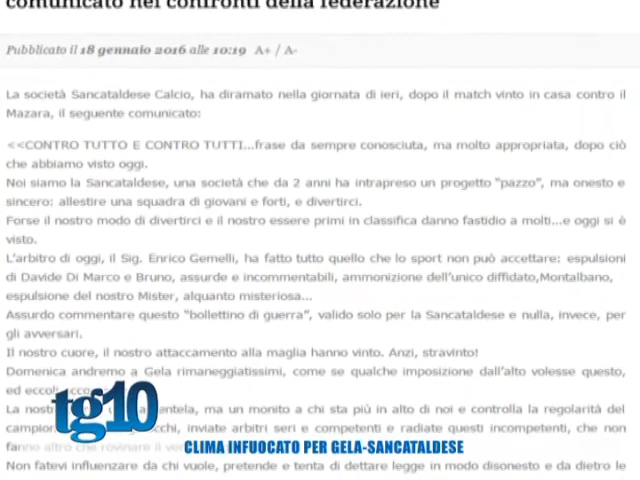 comunicato nei confronti della federazione
Pubblicato il 18 gennaio 2016 alle 10:19 A+ / A-
La società Sancataldese Calcio, ha diramato nella giornata di ieri, dopo il match vinto in casa contro il
Mazara, il seguente comunicato:
<<CONTRO TUTTO E CONTRO TUTTI...frase da sempre conosciuta, ma molto appropriata, dopo ciò
che abbiamo visto oggi.
Noi siamo la Sancataldese, una società che da 2 anni ha intrapreso un progetto "pazzo", ma onesto e
sincero: allestire una squadra di giovani e forti, e divertirci.
Forse il nostro modo di divertirci e il nostro essere primi in classifica danno fastidio a molti...e oggi si è
visto.
L'arbitro di oggi, il Sig. Enrico Gemelli, ha fatto tutto quello che lo sport non può accettare: espulsioni
di Davide Di Marco e Bruno, assurde e incommentabili, ammonizione dell'unico diffidato,Montalbano,
espulsione del nostro Mister, alquanto misteriosa...
Assurdo commentare questo "bollettino di guerra", valido solo per la Sancataldese e nulla, invece, per
gli avversari.
Il nostro cuore, il nostro attaccamento alla maglia hanno vinto. Anzi, stravinto!
Domenica andremo a Gela rimaneggiatissimi, come se qualche imposizione dall'alto volesse questo,
ed eccoli
La nost antela, ma un monito a chi sta più in alto di noi e controlla la regolarità del
campion cchi, inviate arbitri seri e competenti e radiate questi incompetenti, che non
fanno altro che rovinare il
tg10
CLIMA INFUOCATO PER GELA-SANCATALDESE
Non fatevi influenzare da chi vuole, pretende e tenta di dettare legge in modo disonesto e da dietro le